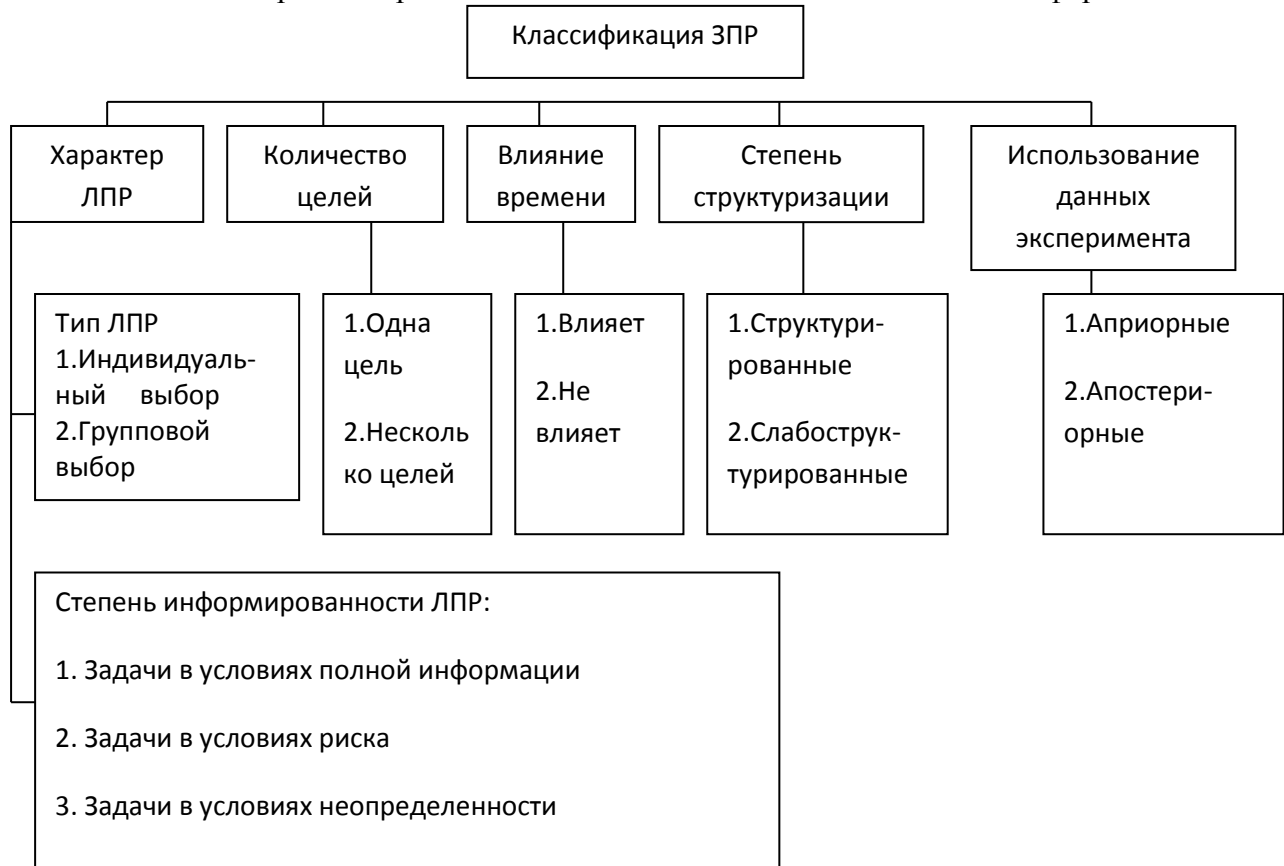 Классификация ЗПР
Характер
ЛПР
Количество
целей
Влияние
времени
Степень
структуризации
Использование
данных
эксперимента
Тип ЛПР
1.Индивидуаль-
ный выбор
2.Групповой
выбор
1.Одна
цель
2.Несколь
ко целей
1.Влияет
2.Не
влияет
1.Структури-
рованные
2.Слабострук-
турированные
1.Априорные
2.Апостери-
орные
Степень информированности ЛПР:
1. Задачи в условиях полной информации
2. Задачи в условиях риска
3. Задачи в условиях неопределенности